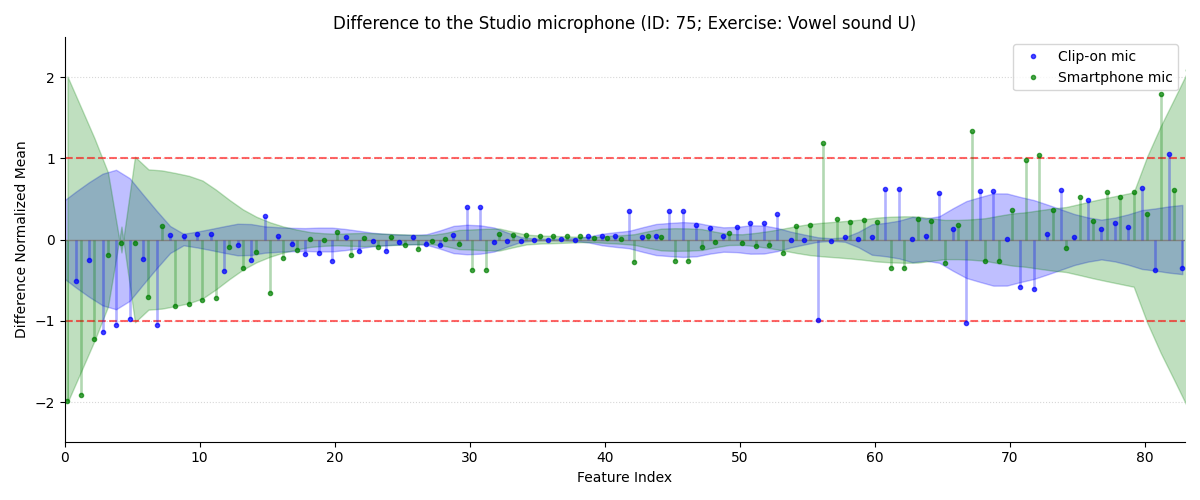 Difference to the Studio microphone (ID: 75; Exercise: Vowel sound U)
Clip-on mic
Smartphone mic
Difference Normalized Mean
2
1
0
−1
−2
0 10 20 30 40 50 60 70 80
Feature Index